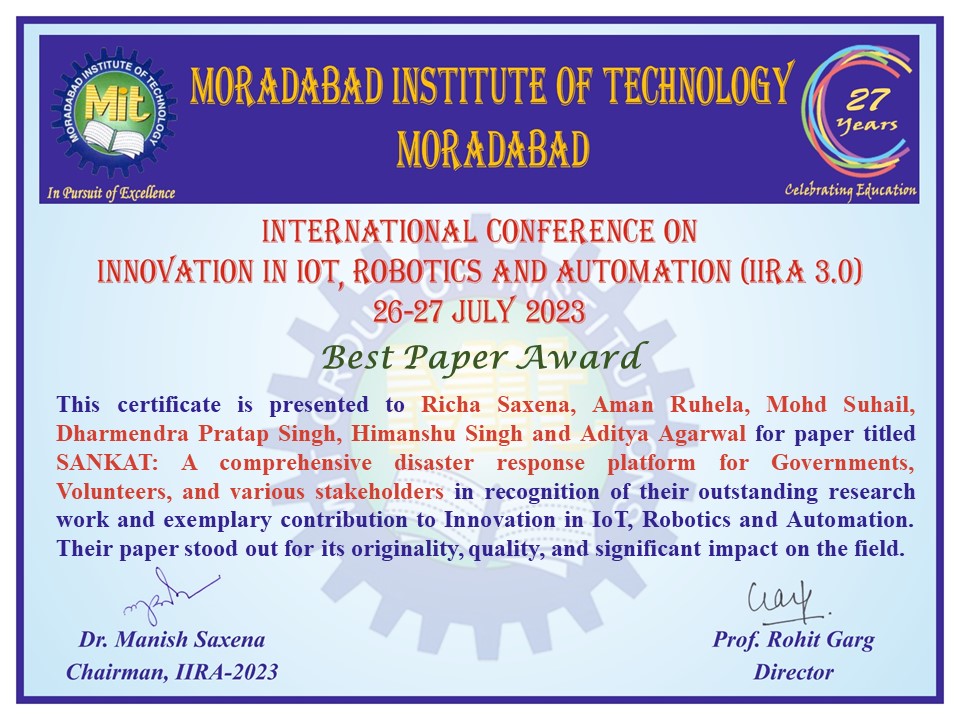 MORADABAD INSTITUTE OF TECHNOLOGY
Mit
In Pursuit of Excellence
MORADABAD INSTITUTE OF TECHNOLOGY
MORADABAD
27
Years
Celebrating Education
INTERNATIONAL CONFERENCE ON
INNOVATION IN IOT, ROBOTICS AND AUTOMATION (IIRA 3.0)
26-27 JULY 2023
Best Paper Award
This certificate is presented to Richa Saxena, Aman Ruhela, Mohd Suhail,
Dharmendra Pratap Singh, Himanshu Singh and Aditya Agarwal for paper titled
SANKAT: A comprehensive disaster response platform for Governments,
Volunteers, and various stakeholders in recognition of their outstanding research
work and exemplary contribution to Innovation in IoT, Robotics and Automation.
Their paper stood out for its originality, quality, and significant impact on the field.
Dr. Manish Saxena
Chairman, IIRA-2023
Prof. Rohit Garg
Director